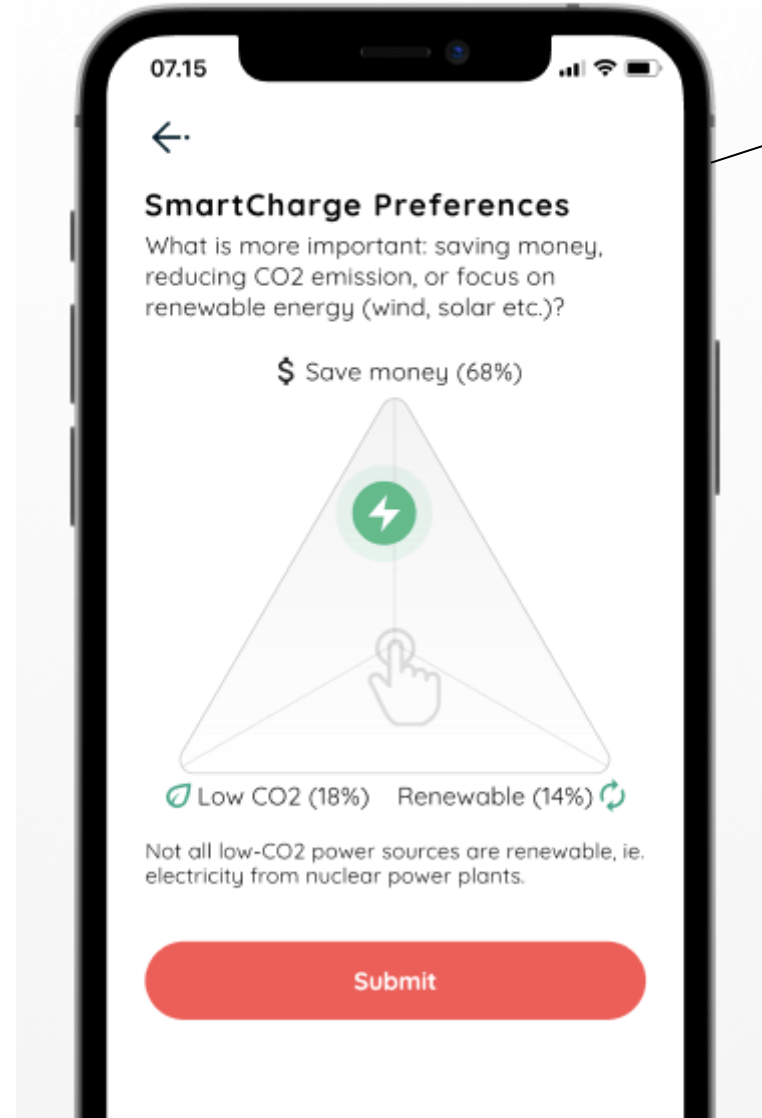 07.15
SmartCharge Preferences
What is more important: saving money,
reducing CO2 emission, or focus on
renewable energy (wind, solar etc.)?
$ Save money (68%)
Low CO2 (18%) Renewable (14%)
Not all low-CO2 power sources are renewable, ie.
electricity from nuclear power plants.
Submit